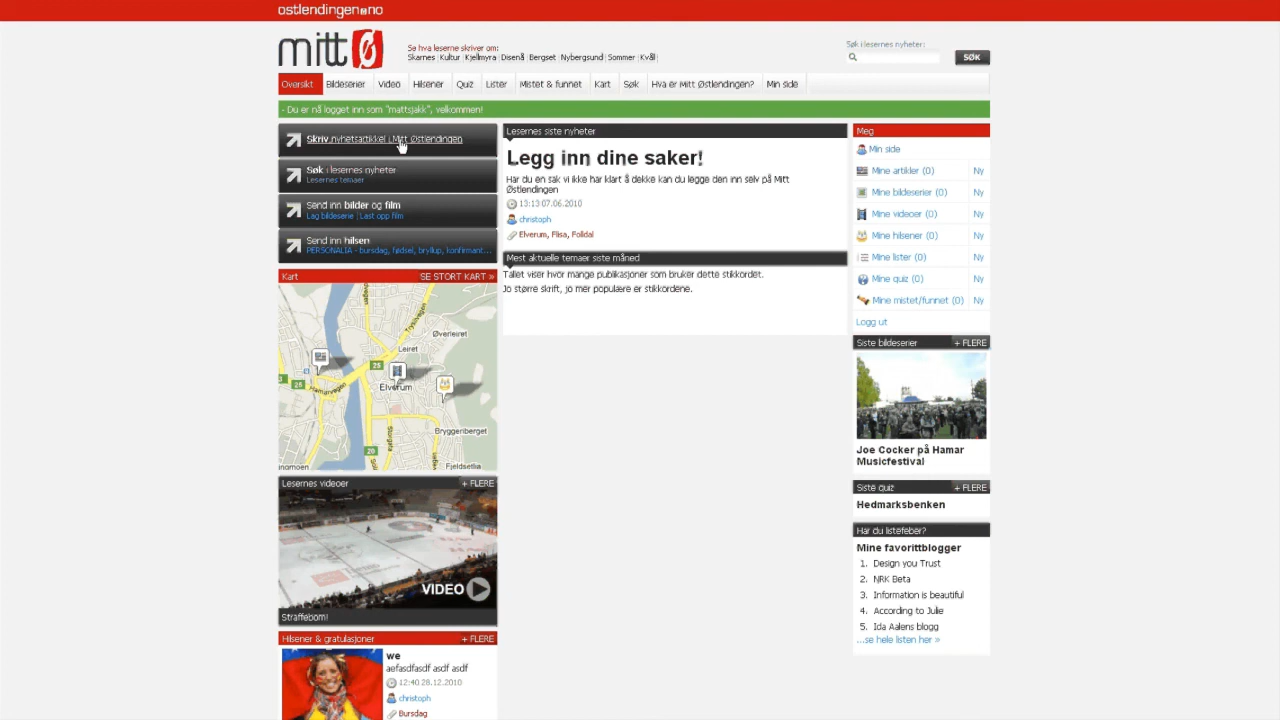 ostlendingen.no
mitt Ø
Se hva leserne skriver om:
Skarnes | Kultur | Kjellmyra | Disenå | Bergset | Nybergsund | Sommer | Kvål |
Søk i lesernes nyheter:
SØK
Oversikt Bildeserier Video Hilsener Quiz Lister Mistet & funnet Kart Søk Hva er Mitt Østlendingen? Min side
- Du er nå logget inn som "mattsjakk", velkommen!
Skriv nyhetsartikkel i Mitt Østlendingen
Søk i lesernes nyheter
Lesernes temaer
Send inn bilder og film
Lag bildeserie | Last opp film
Send inn hilsen
PERSONALIA - bursdag, fødsel, bryllup, konfirmant...
Kart SE STORT KART »
Øverleiret
Leiret
25
25
25
Hamarvegen
Elverum
Storgata
Bryggeriberget
20
Fjeldsetlia
Lesernes videoer + FLERE
VIDEO
Straffebom!
Hilsener & gratulasjoner + FLERE
we
aefasdfasdf asdf asdf
12:40 28.12.2010
christoph
Bursdag
Lesernes siste nyheter
Legg inn dine saker!
Har du en sak vi ikke har klart å dekke kan du legge den inn selv på Mitt
Østlendingen
13:13 07.06.2010
christoph
Elverum, Flisa, Folldal
Mest aktuelle temaer siste måned
Tallet viser hvor mange publikasjoner som bruker dette stikkordet.
Jo større skrift, jo mer populære er stikkordene.
Meg
Min side
Mine artikler (0) Ny
Mine bildeserier (0) Ny
Mine videoer (0) Ny
Mine hilsener (0) Ny
Mine lister (0) Ny
Mine quiz (0) Ny
Mine mistet/funnet (0) Ny
Logg ut
Siste bildeserier + FLERE
Joe Cocker på Hamar
Musicfestival
Siste quiz + FLERE
Hedmarksbenken
Har du listefeber?
Mine favorittblogger
1. Design you Trust
2. NRK Beta
3. Information is beautiful
4. According to Julie
5. Ida Aalens blogg
...se hele listen her »